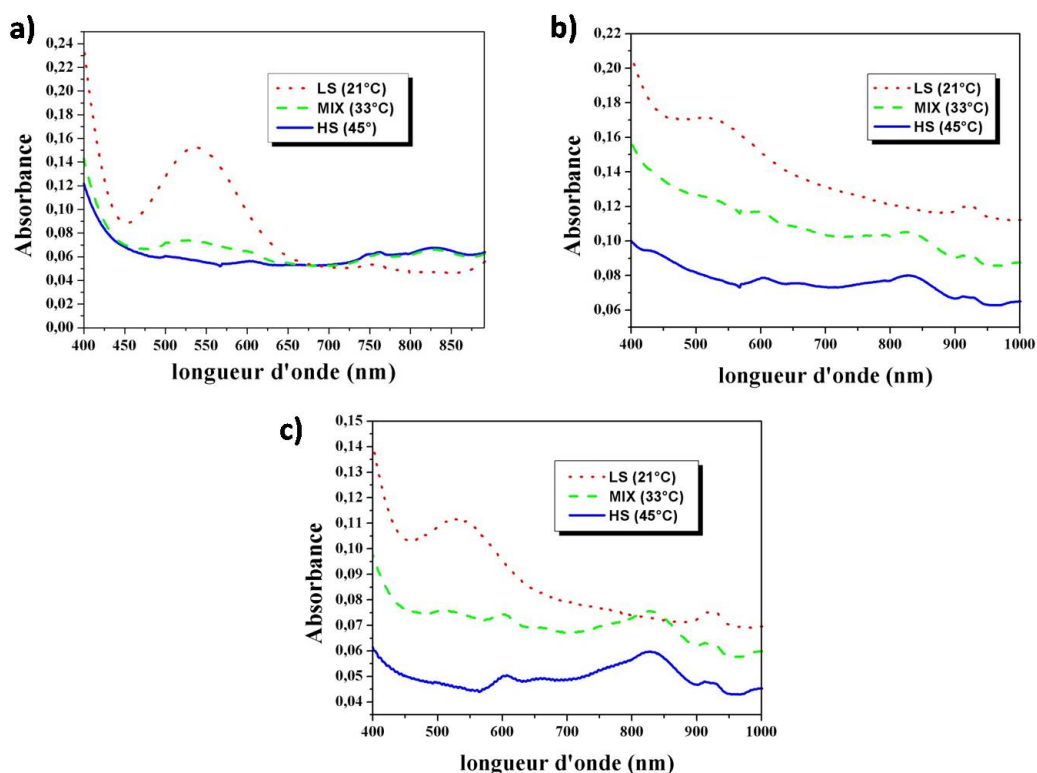 a)
0,24
0,22
0,20
0,18
0,16
0,14
0,12
0,10
0,08
0,06
0,04
0,02
0,00
Absorbance
LS (21°C)
MIX (33°C)
HS (45°)
400 450 500 550 600 650 700 750 800 850
longueur d'onde (nm)
b)
0,22
0,20
0,18
0,16
0,14
0,12
0,10
0,08
0,06
Absorbance
LS (21°C)
MIX (33°C)
HS (45°C)
400 500 600 700 800 900 1000
longueur d'onde (nm)
c)
0,15
0,14
0,13
0,12
0,11
0,10
0,09
0,08
0,07
0,06
0,05
0,04
Absorbance
LS (21°C)
MIX (33°C)
HS (45°C)
400 500 600 700 800 900 1000
longueur d'onde (nm)